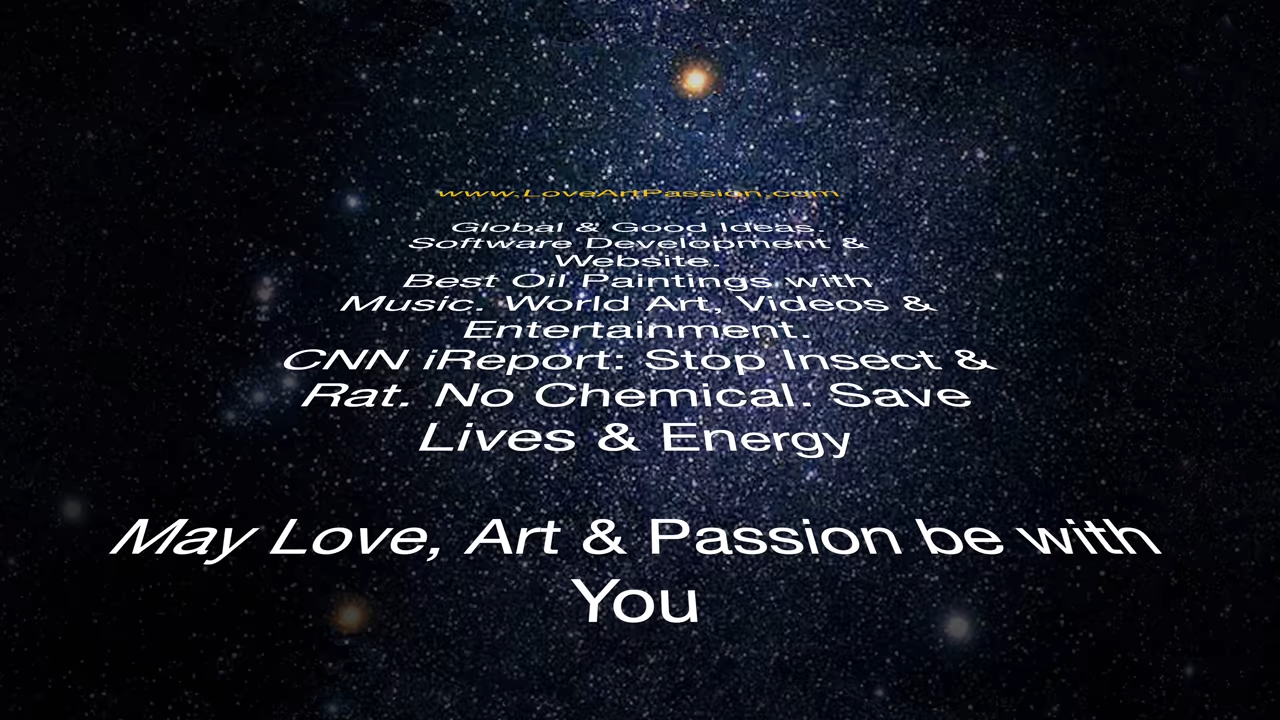 www.LoveArtPassion.com
Global & Good Ideas.
Software Development &
Website.
Best Oil Paintings with
Music. World Art, Videos &
Entertainment.
CNN iReport: Stop Insect &
Rat. No Chemical. Save
Lives & Energy
May Love, Art & Passion be with
You